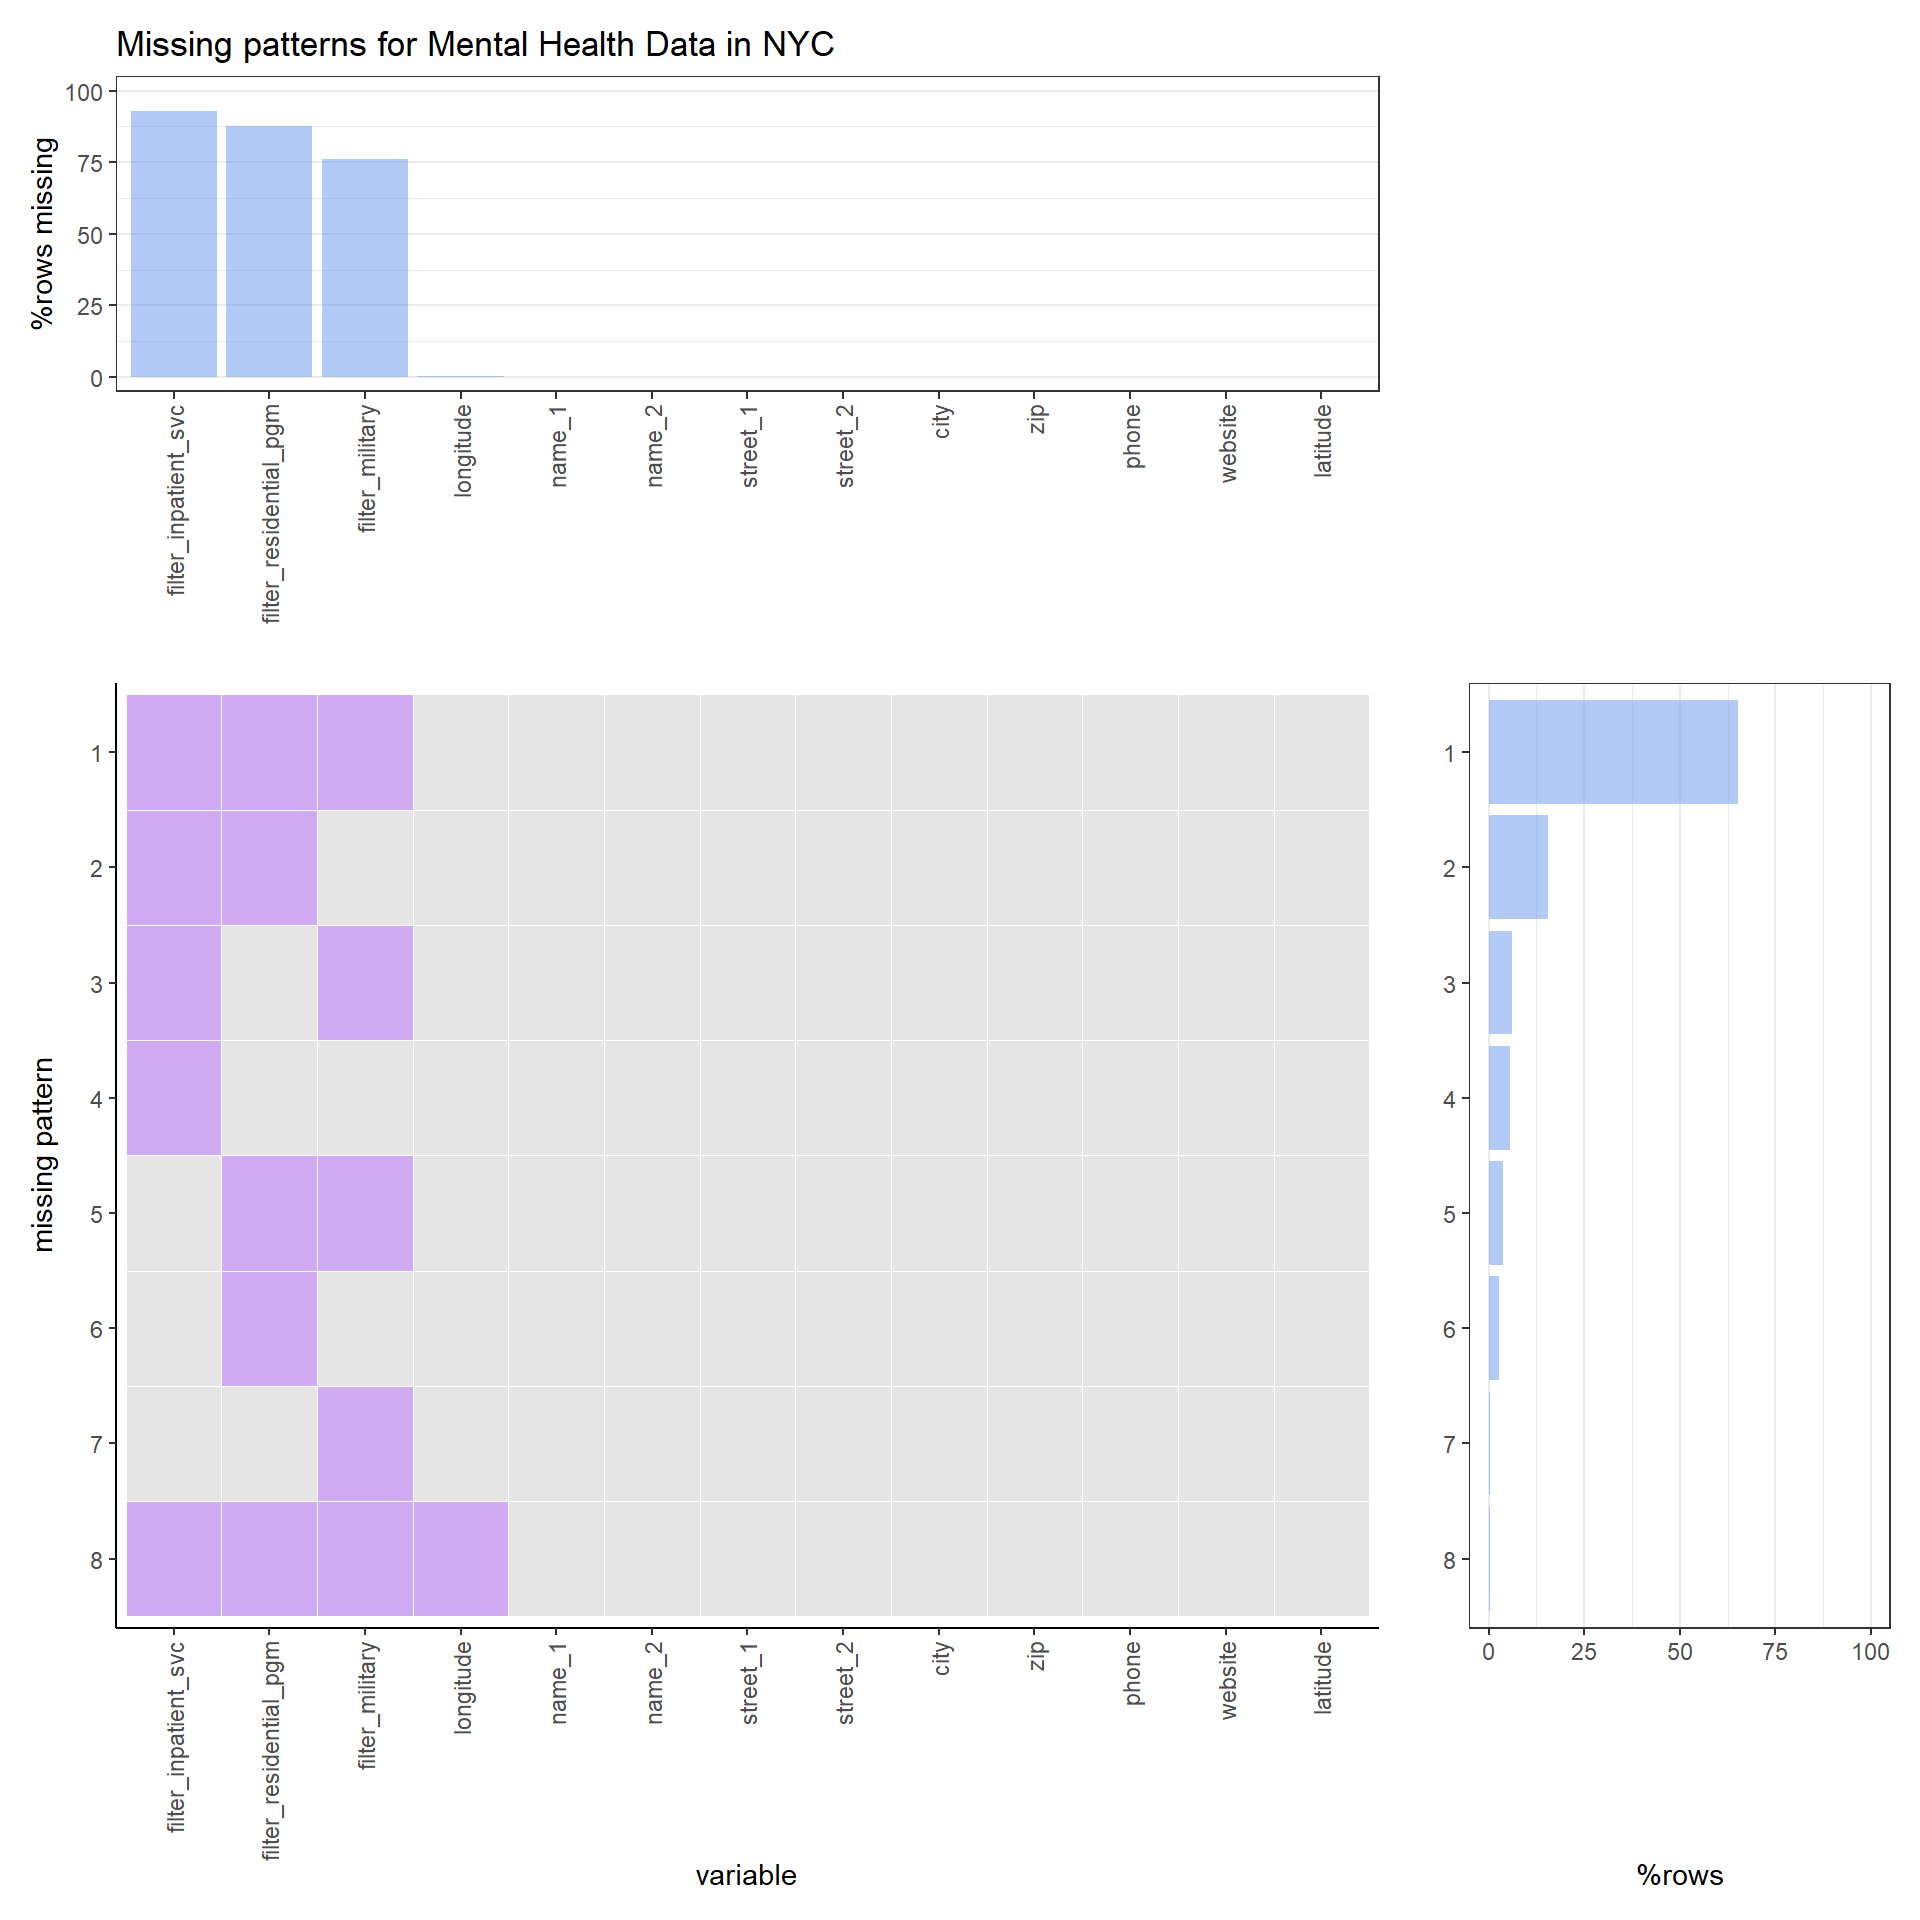 Missing patterns for Mental Health Data in NYC
%rows missing
100
75
50
25
0
filter_inpatient_svc
filter_residential_pgm
filter_military
longitude
name_1
name_2
street_1
street_2
city
zip
phone
website
latitude
missing pattern
1
2
3
4
5
6
7
8
filter_inpatient_svc
filter_residential_pgm
filter_military
longitude
name_1
name_2
street_1
street_2
city
zip
phone
website
latitude
variable
1
2
3
4
5
6
7
8
0 25 50 75 100
%rows